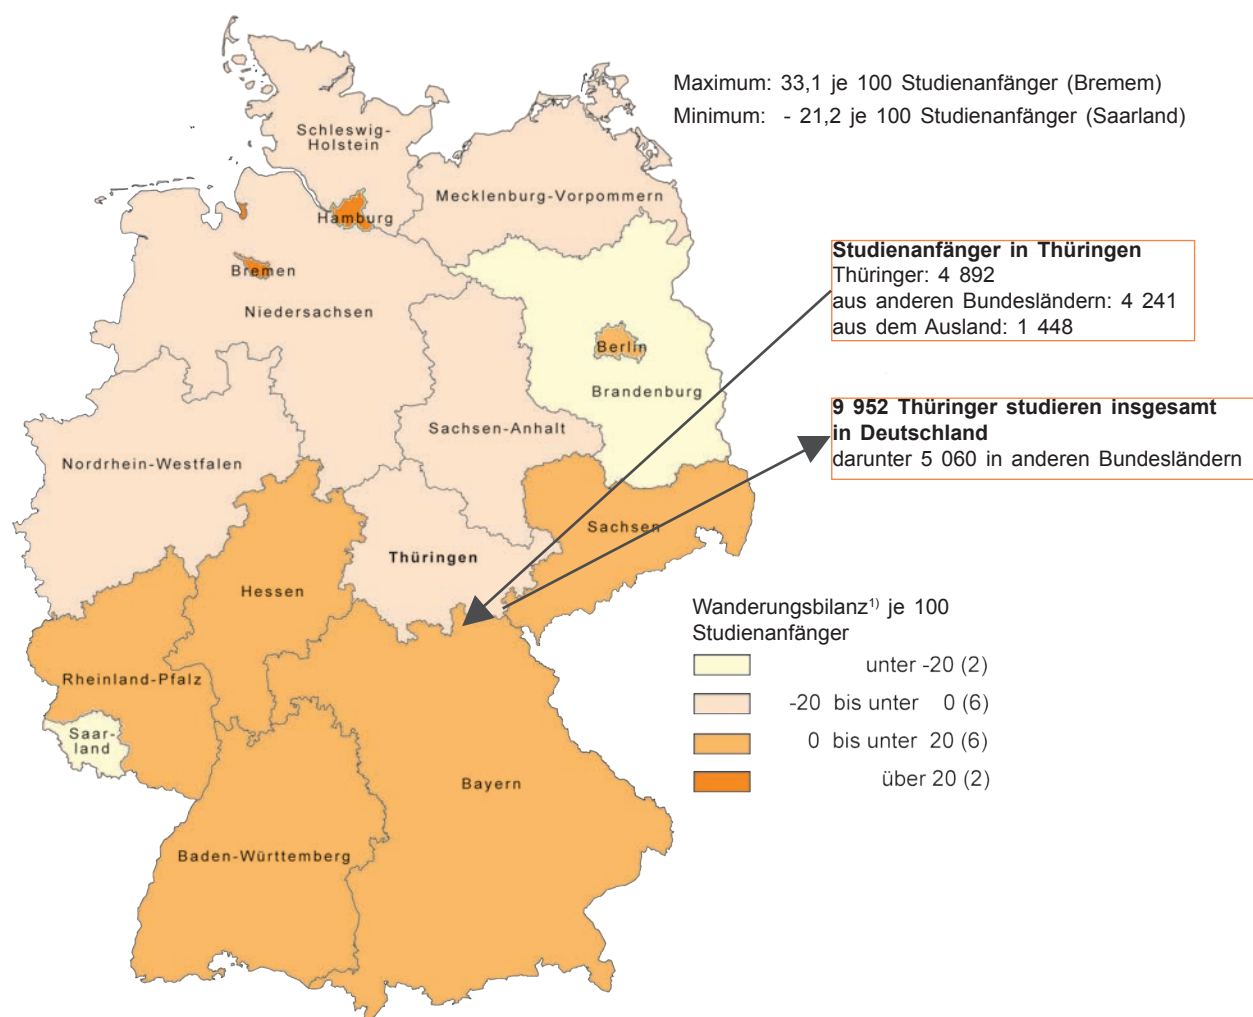 Maximum: 33,1 je 100 Studienanfänger (Bremem)
Minimum: - 21,2 je 100 Studienanfänger (Saarland)
Schleswig-
Holstein
Mecklenburg-Vorpommern
Hamburg
Bremen
Niedersachsen
Berlin
Brandenburg
Sachsen-Anhalt
Nordrhein-Westfalen
Sachsen
Thüringen
Hessen
Rheinland-Pfalz
Saar-
land
Bayern
Baden-Württemberg
Studienanfänger in Thüringen
Thüringer: 4 892
aus anderen Bundesländern: 4 241
aus dem Ausland: 1 448
9 952 Thüringer studieren insgesamt
in Deutschland
darunter 5 060 in anderen Bundesländern
Wanderungsbilanz¹⁾ je 100
Studienanfänger
unter -20 (2)
-20 bis unter 0 (6)
0 bis unter 20 (6)
über 20 (2)